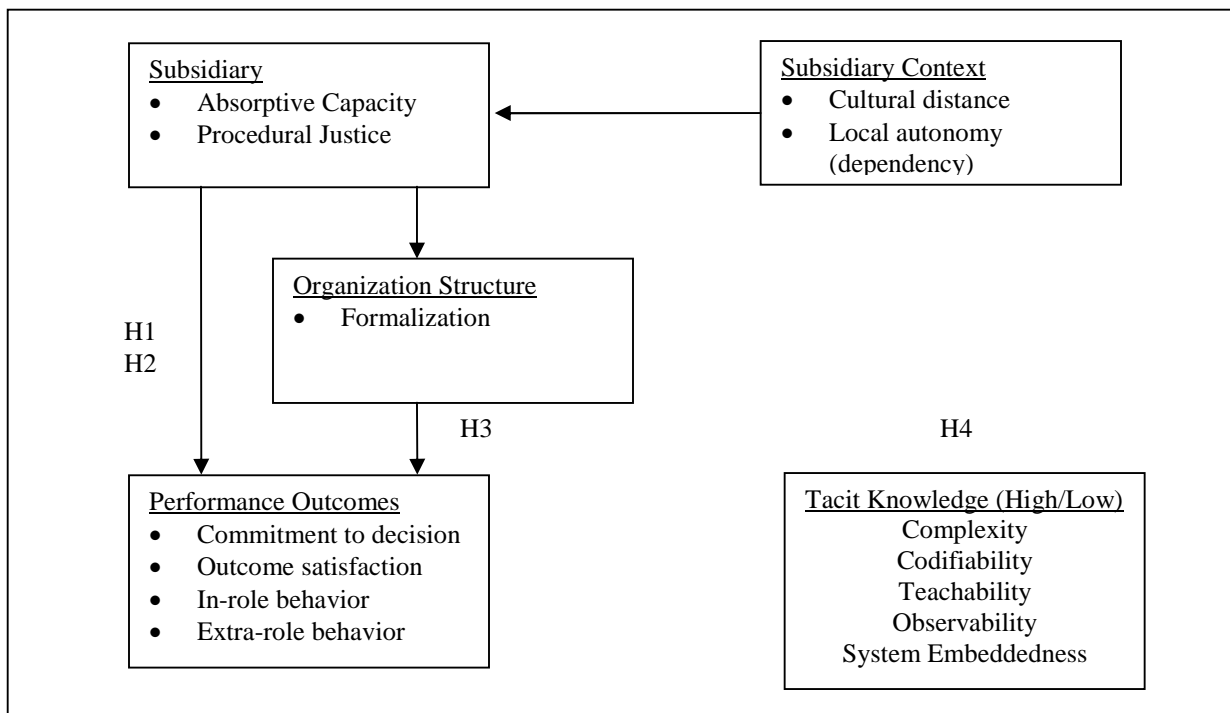 Subsidiary
• Absorptive Capacity
• Procedural Justice
Subsidiary Context
• Cultural distance
• Local autonomy
(dependency)
Organization Structure
• Formalization
H1
H2
H3
H4
Performance Outcomes
• Commitment to decision
• Outcome satisfaction
• In-role behavior
• Extra-role behavior
Tacit Knowledge (High/Low)
Complexity
Codifiability
Teachability
Observability
System Embeddedness